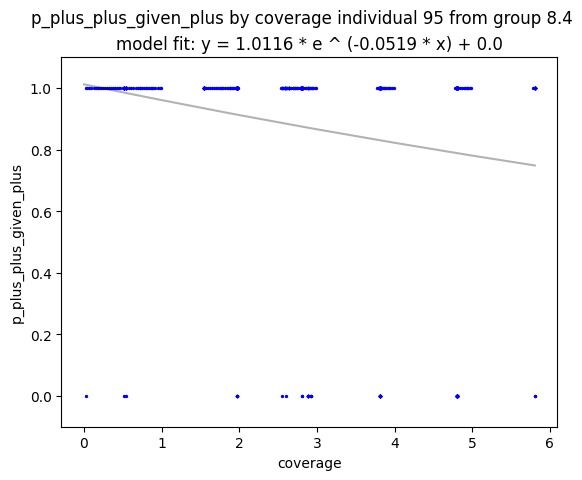 p_plus_plus_given_plus by coverage individual 95 from group 8.4
model fit: y = 1.0116 * e ^ (-0.0519 * x) + 0.0
1.0
0.8
0.6
0.4
0.2
0.0
p_plus_plus_given_plus
0 1 2 3 4 5 6
coverage